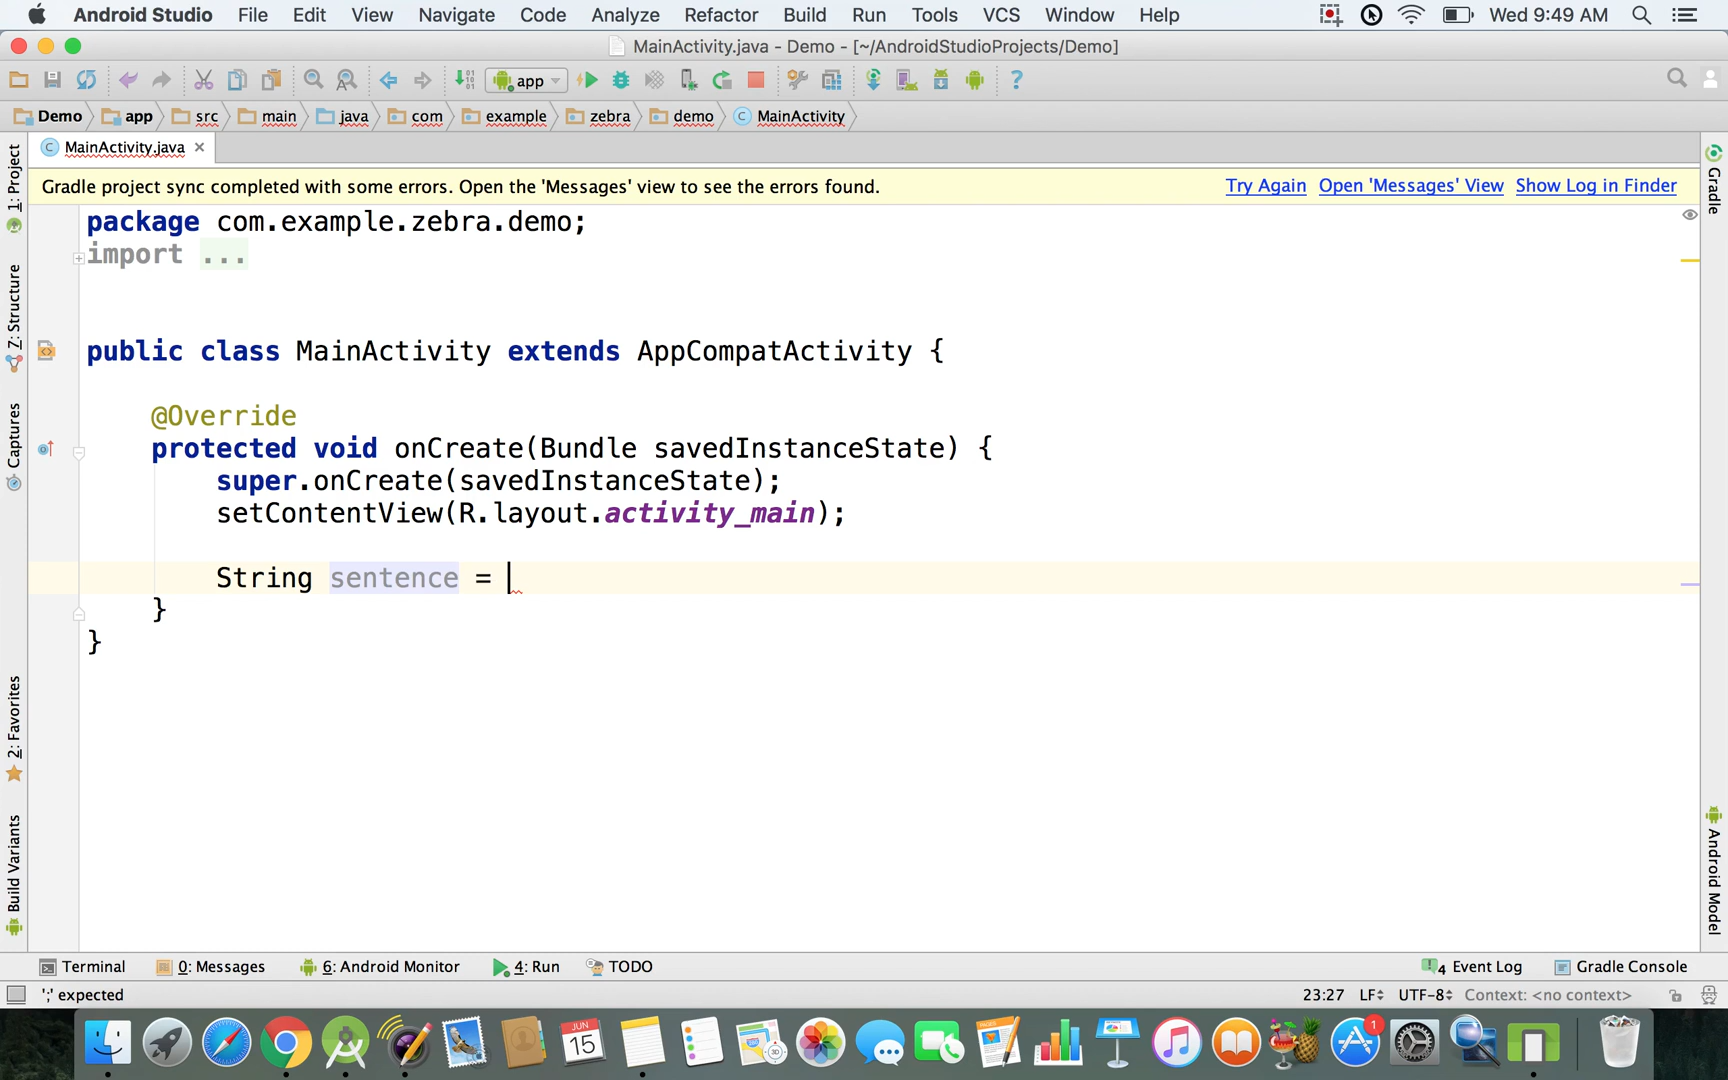 Android Studio File Edit View Navigate Code Analyze Refactor Build Run Tools VCS Window Help Wed 9:49 AM
MainActivity.java - Demo - [~/AndroidStudioProjects/Demo]
app
Demo app src main java com example zebra demo MainActivity
MainActivity.java
Gradle project sync completed with some errors. Open the 'Messages' view to see the errors found. Try Again Open 'Messages' View Show Log in Finder
package com.example.zebra.demo;
import ...
public class MainActivity extends AppCompatActivity {
@Override
protected void onCreate(Bundle savedInstanceState) {
super.onCreate(savedInstanceState);
setContentView(R.layout.activity_main);
String sentence =
}
}
1: Project
Z: Structure
Captures
2: Favorites
Build Variants
Gradle
Android Model
Terminal 0: Messages 6: Android Monitor 4: Run TODO 4 Event Log Gradle Console
';' expected 23:27 LF UTF-8 Context: <no context>
JUN
15
1